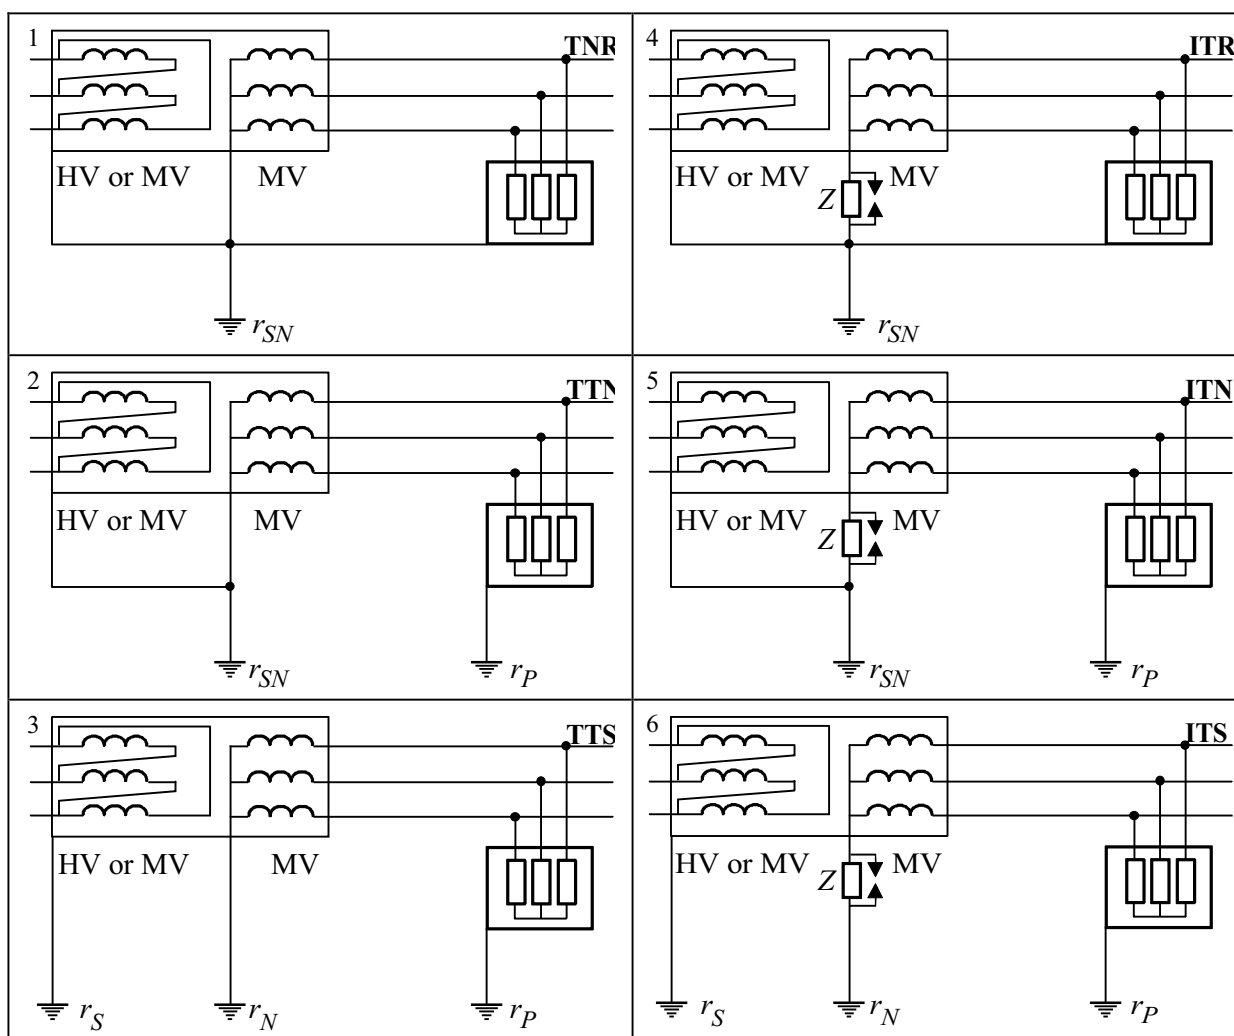 1 TNR
HV or MV MV
r_SN
4 ITR
HV or MV Z MV
r_SN
2 TTN
HV or MV MV
r_SN r_P
5 ITN
HV or MV Z MV
r_SN r_P
3 TTS
HV or MV MV
r_S r_N r_P
6 ITS
HV or MV Z MV
r_S r_N r_P